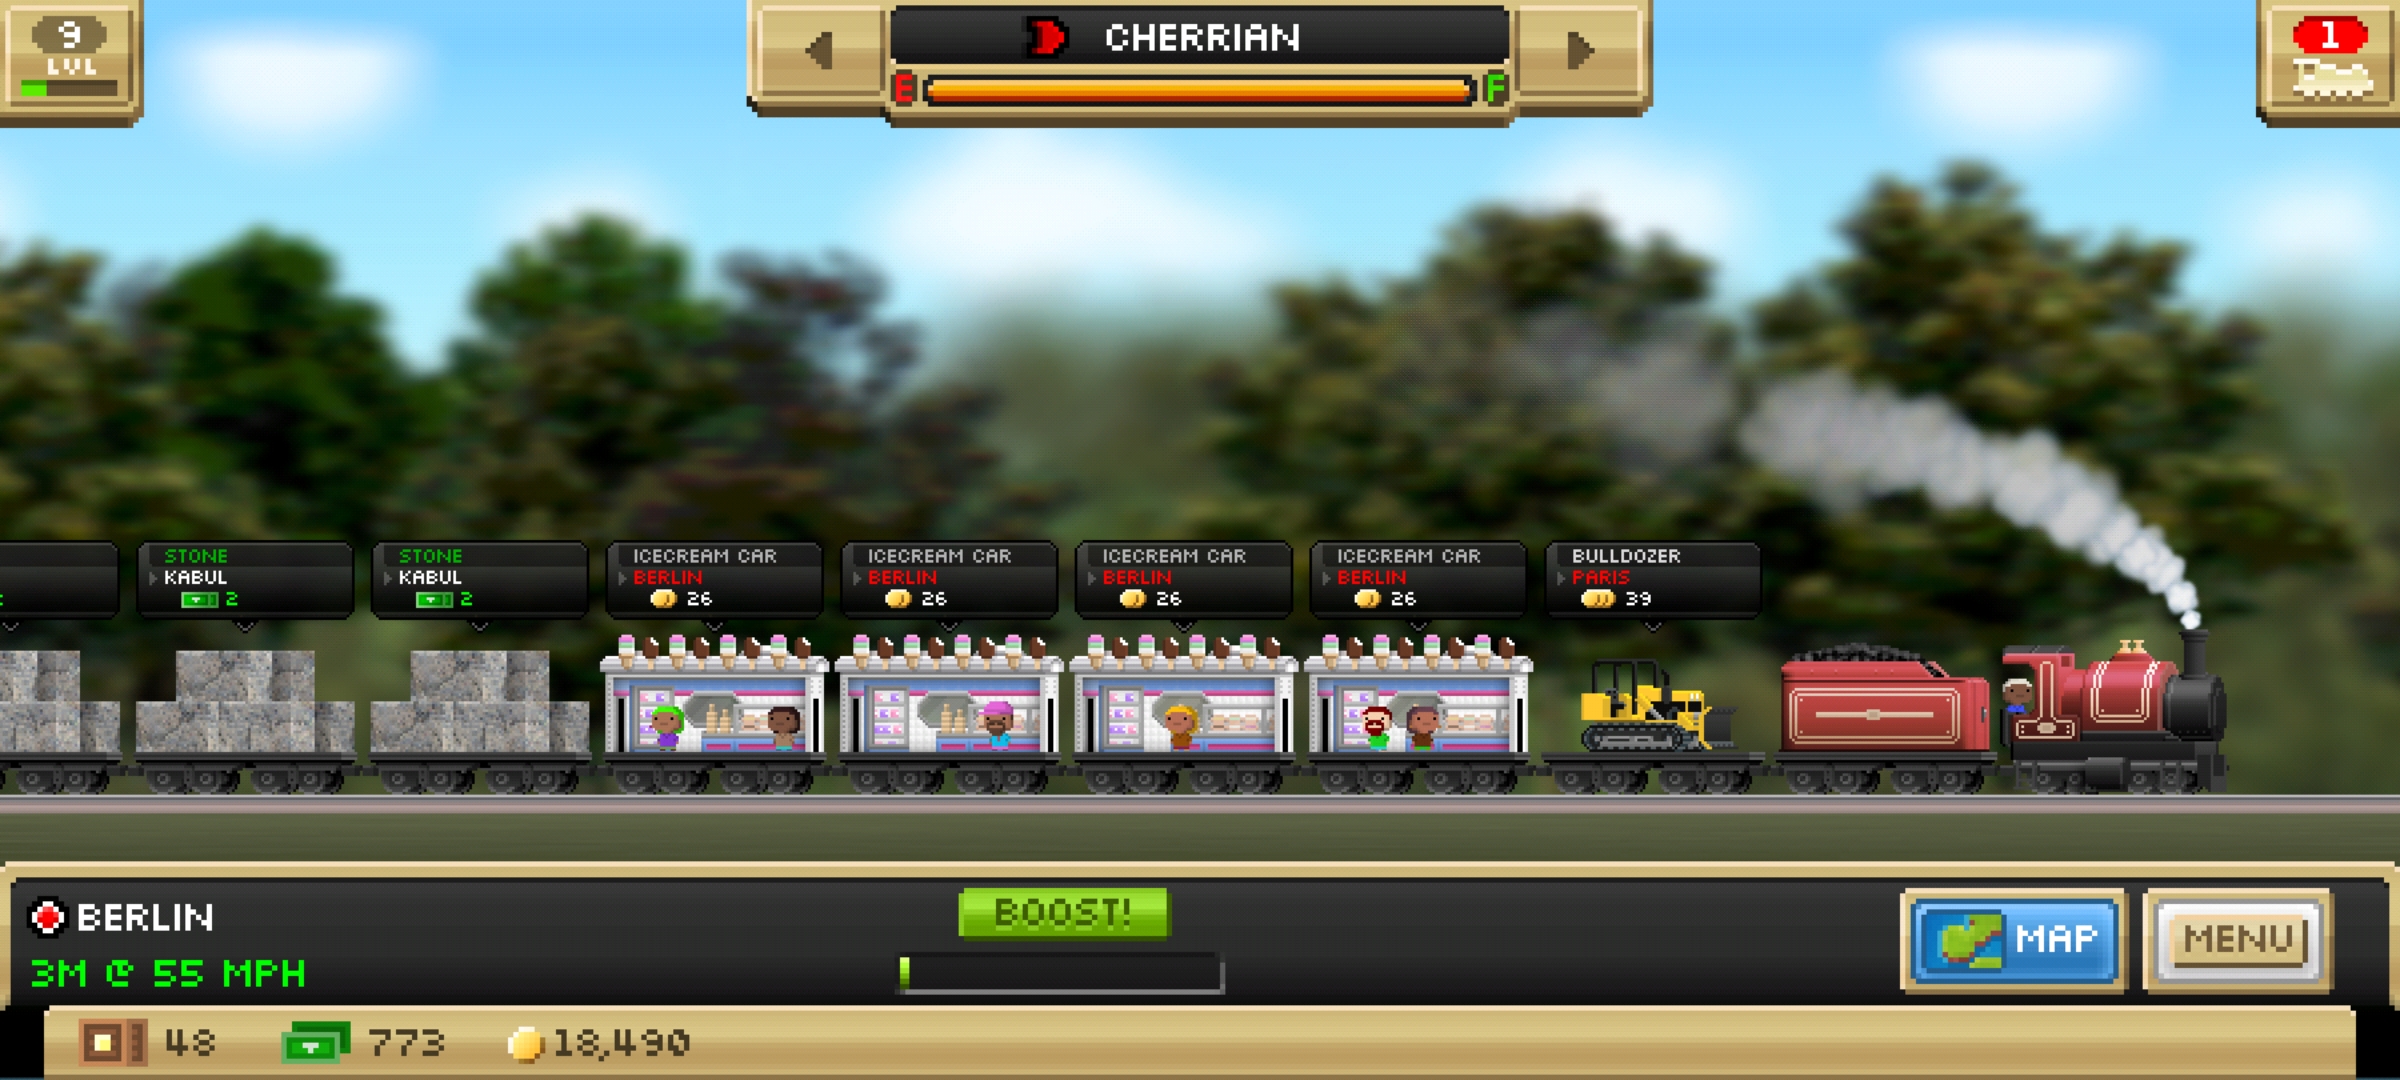 9
LVL
CHERRIAN
E F
1
STONE
KABUL
2
STONE
KABUL
2
ICECREAM CAR
BERLIN
26
ICECREAM CAR
BERLIN
26
ICECREAM CAR
BERLIN
26
ICECREAM CAR
BERLIN
26
BULLDOZER
PARIS
39
BERLIN
3M @ 55 MPH
BOOST!
MAP
MENU
48
773
18,490